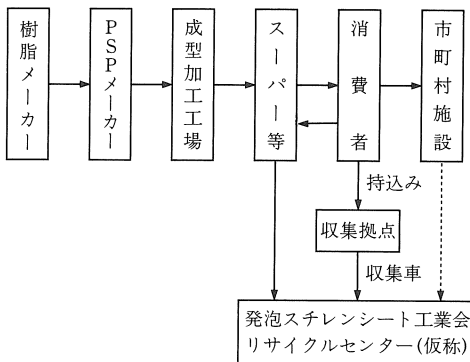 樹脂メーカー
PSPメーカー
成型加工工場
スーパー等
消費者
市町村施設
持込み
収集拠点
収集車
発泡スチレンシート工業会
リサイクルセンター(仮称)